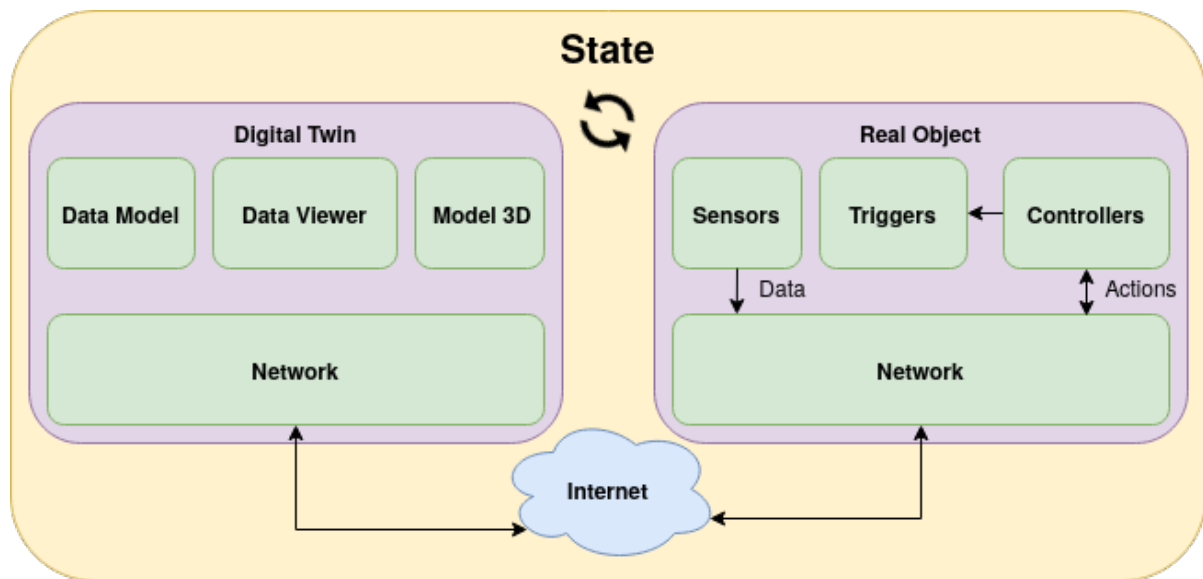 State
Digital Twin
Data Model
Data Viewer
Model 3D
Network
Real Object
Sensors
Triggers
Controllers
Data
Actions
Network
Internet